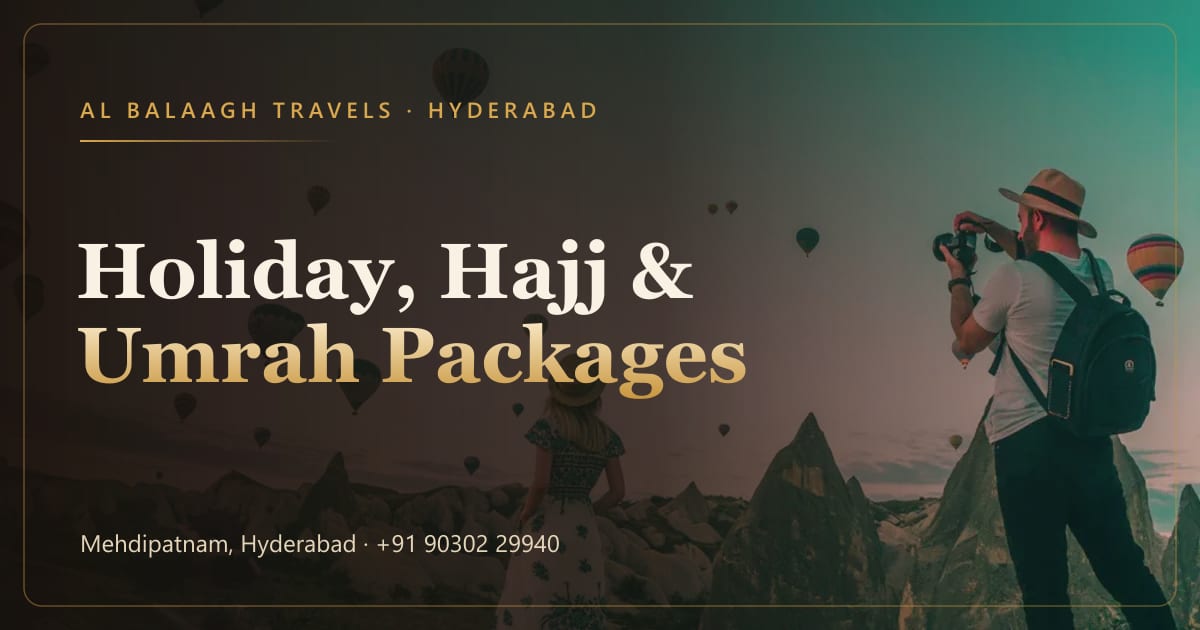 AL BALAAGH TRAVELS · HYDERABAD
Holiday, Hajj &
Umrah Packages
Mehdipatnam, Hyderabad · +91 90302 29940